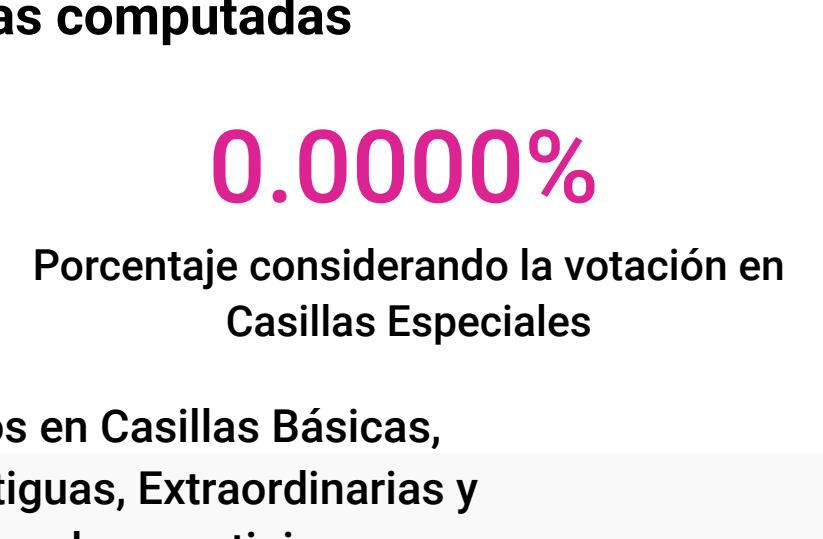 as computadas
0.0000%
Porcentaje considerando la votación en
Casillas Especiales
os en Casillas Básicas,
tiguas, Extraordinarias y